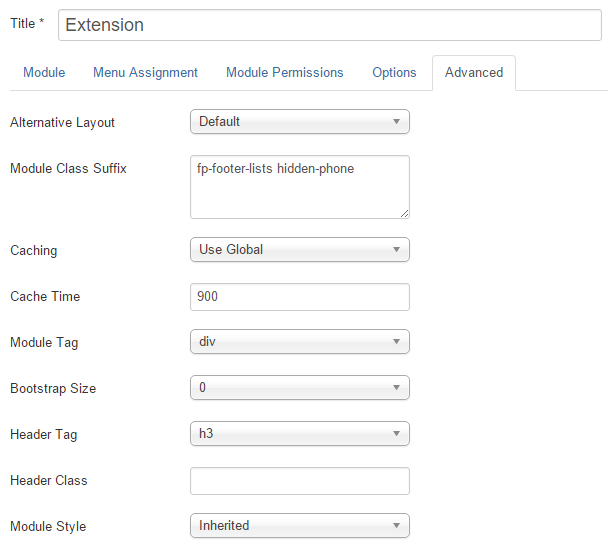 Title * Extension
Module Menu Assignment Module Permissions Options Advanced
Alternative Layout Default
Module Class Suffix fp-footer-lists hidden-phone
Caching Use Global
Cache Time 900
Module Tag div
Bootstrap Size 0
Header Tag h3
Header Class
Module Style Inherited